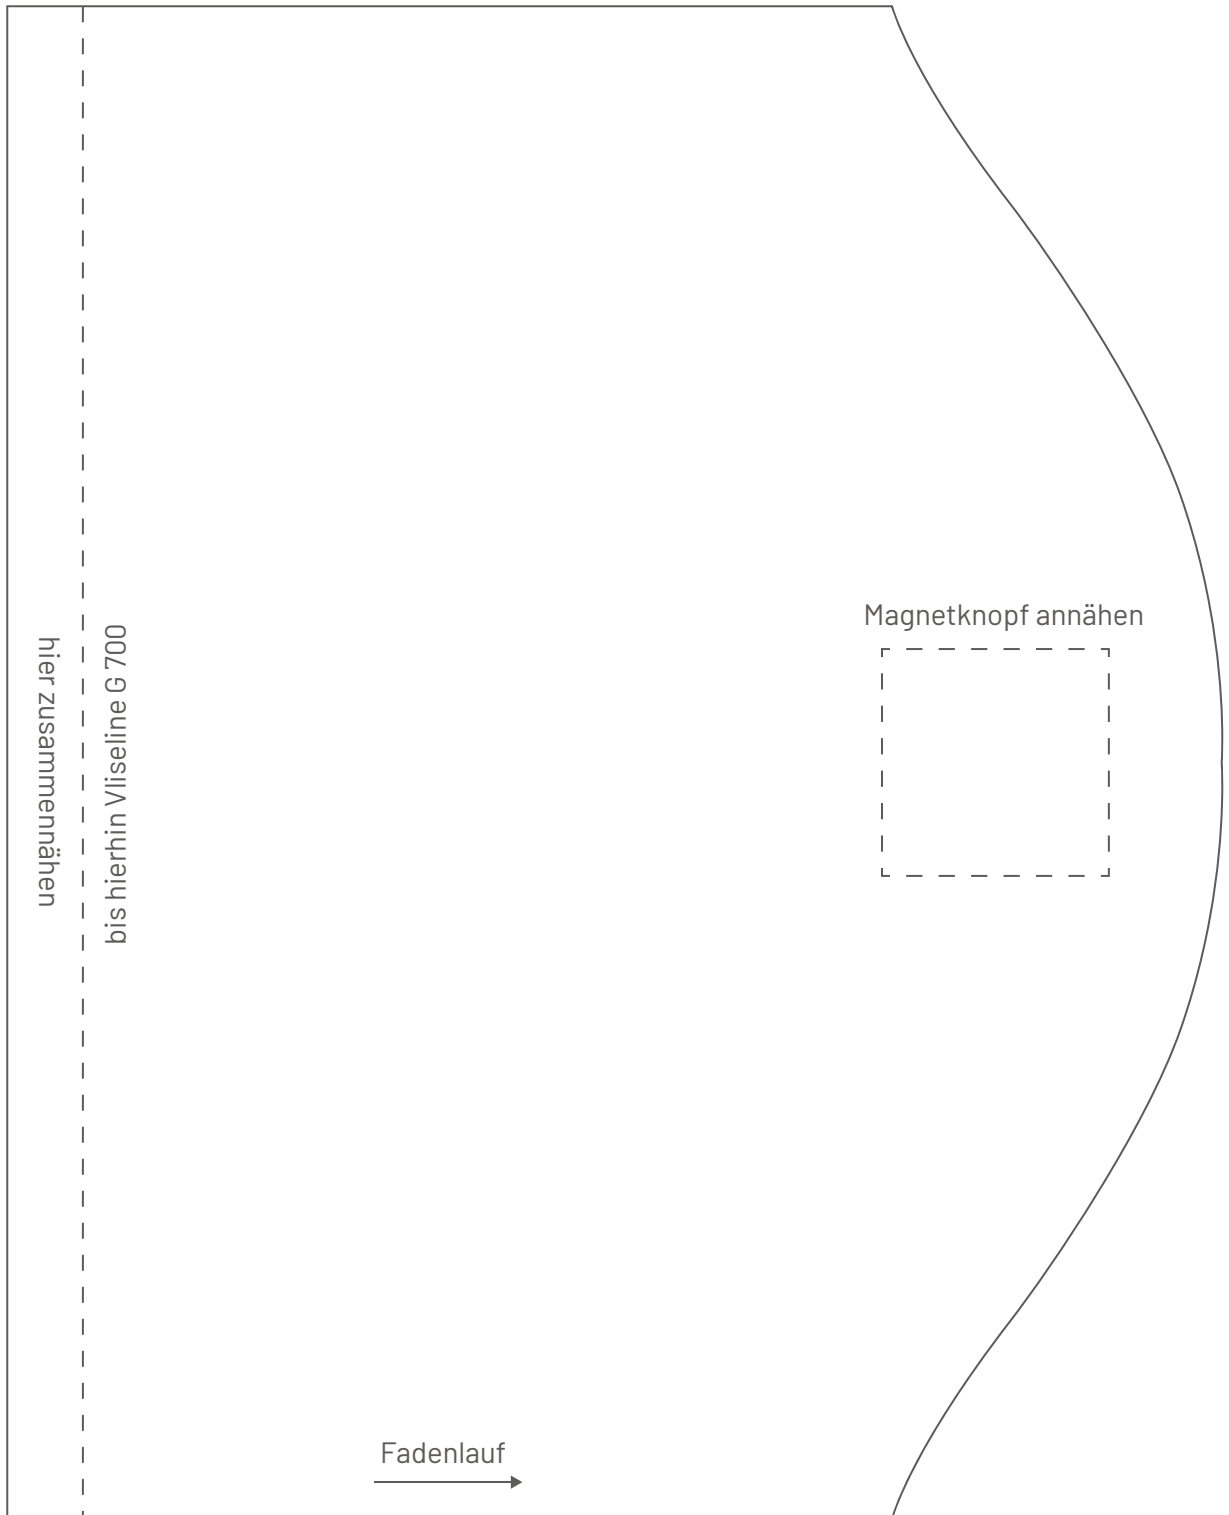 Magnetknopf annähen
hier zusammennähen
bis hierhin Vliseline G 700
Fadenlauf